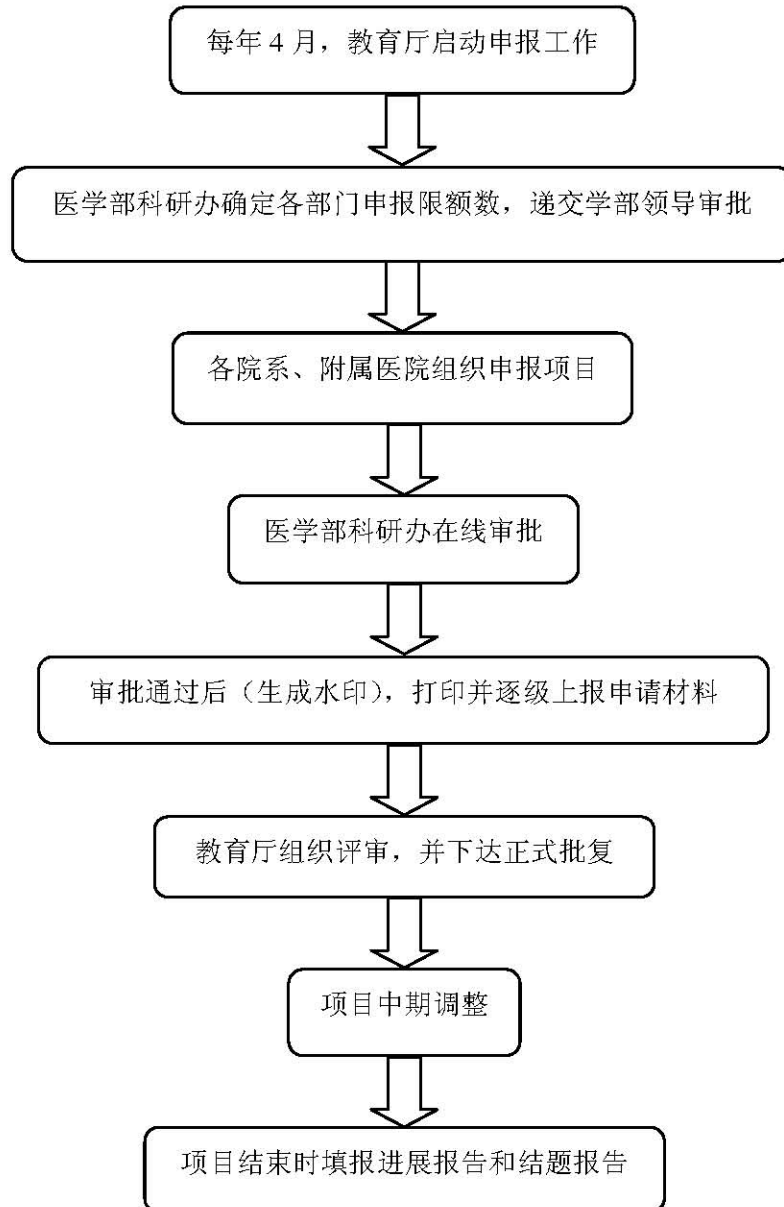 每年 4 月，教育厅启动申报工作
医学部科研办确定各部门申报限额数，递交学部领导审批
各院系、附属医院组织申报项目
医学部科研办在线审批
审批通过后（生成水印），打印并逐级上报申请材料
教育厅组织评审，并下达正式批复
项目中期调整
项目结束时填报进展报告和结题报告